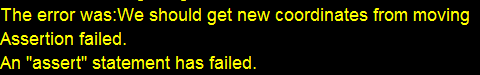 The error was:We should get new coordinates from moving
Assertion failed.
An "assert" statement has failed.